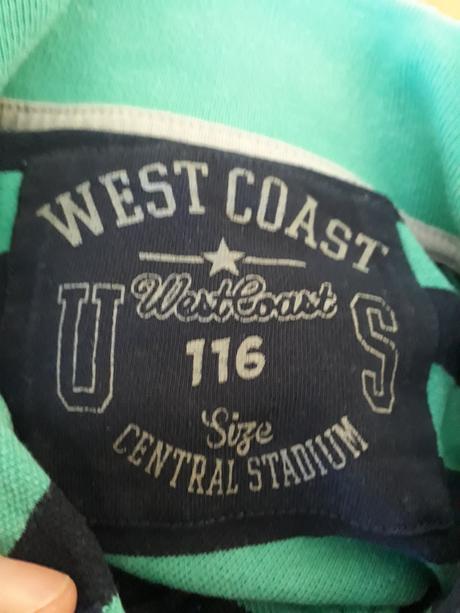 WEST COAST
West Coast
U S
116
Size
CENTRAL STADIUM